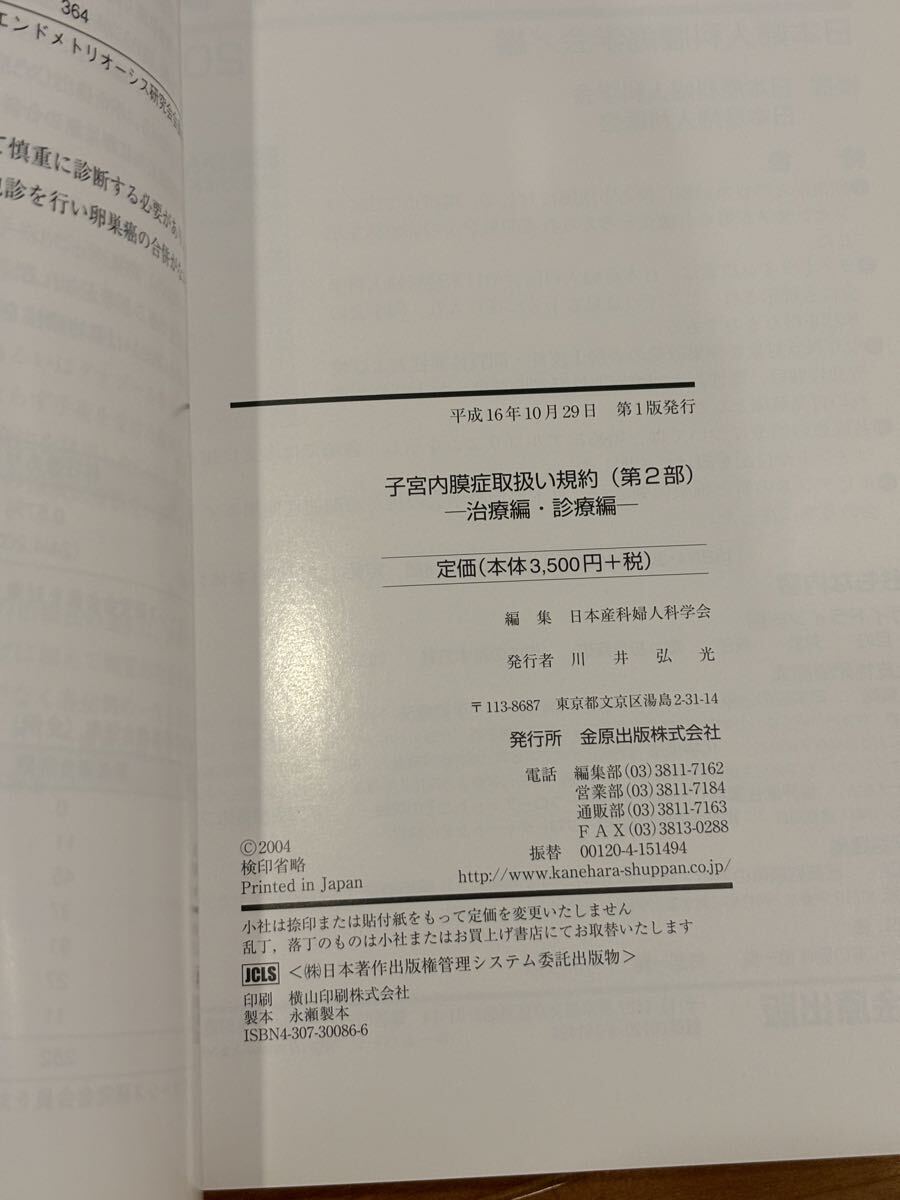 364
エンドメトリオーシス研究会会
て慎重に診断する必要があ
診を行い卵巣癌の合併が
平成16年10月29日　第1版発行
子宮内膜症取扱い規約（第2部）
—治療編・診療編—
定価（本体3,500円＋税）
編　集　日本産科婦人科学会
発行者　川　井　弘　光
〒113-8687　東京都文京区湯島2-31-14
発行所　金原出版株式会社
電話　編集部(03)3811-7162
営業部(03)3811-7184
通販部(03)3811-7163
ＦＡＸ(03)3813-0288
振替　00120-4-151494
http://www.kanehara-shuppan.co.jp/
©2004
検印省略
Printed in Japan
小社は捺印または貼付紙をもって定価を変更いたしません
乱丁，落丁のものは小社またはお買上げ書店にてお取替いたします
JCLS ＜㈱日本著作出版権管理システム委託出版物＞
印刷　横山印刷株式会社
製本　永瀬製本
ISBN4-307-30086-6